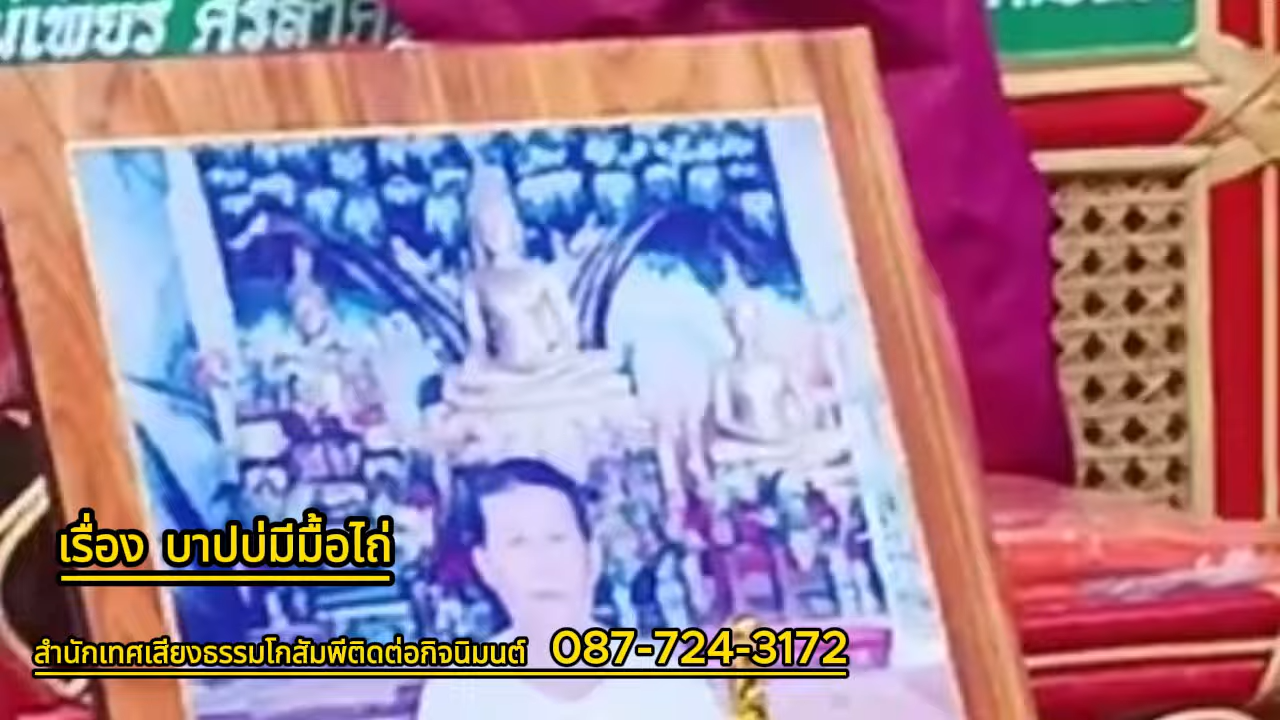 เรื่อง บาปบ่มีมื้อไถ่
สำนักเทศเสียงธรรมโกสัมพีติดต่อกิจนิมนต์ 087-724-3172